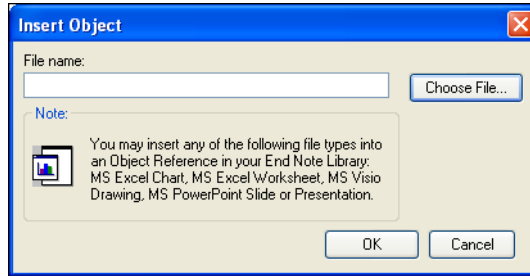 Insert Object
File name:
Choose File...
Note:
You may insert any of the following file types into
an Object Reference in your End Note Library:
MS Excel Chart, MS Excel Worksheet, MS Visio
Drawing, MS PowerPoint Slide or Presentation.
OK Cancel